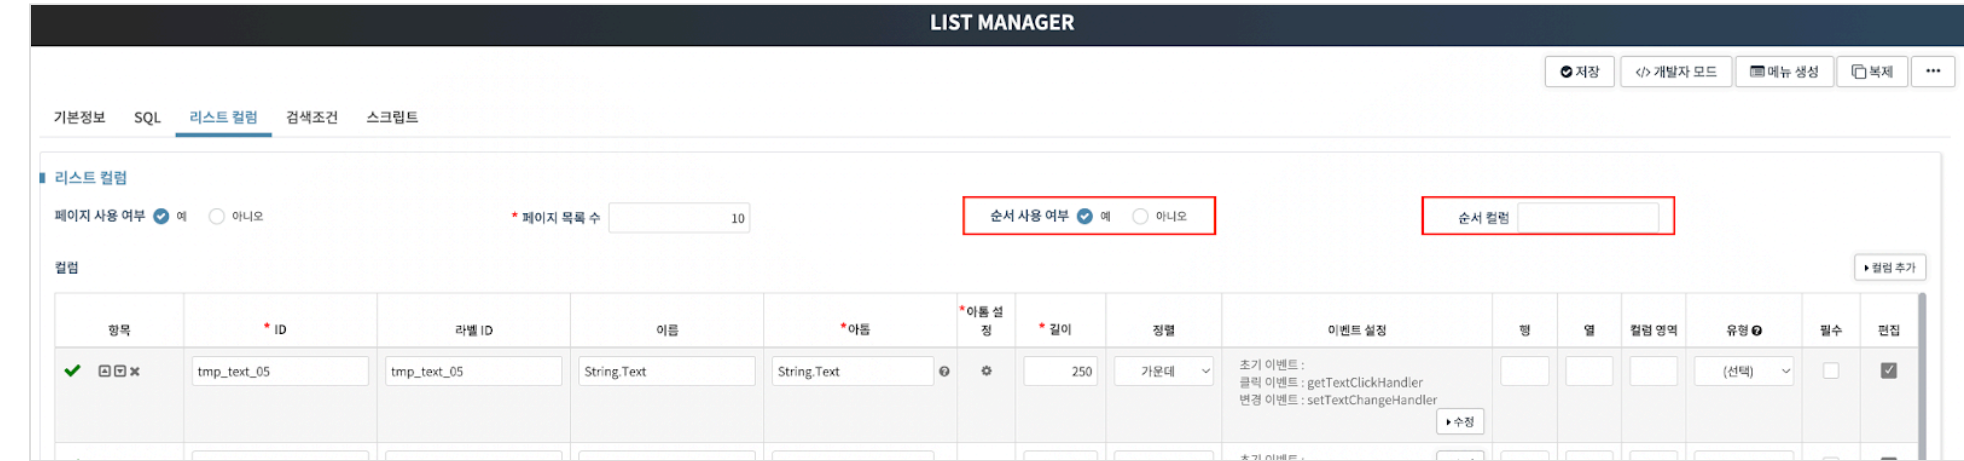 LIST MANAGER
저장 </> 개발자 모드 메뉴 생성 복제 •••
기본정보 SQL 리스트 컬럼 검색조건 스크립트
리스트 컬럼
페이지 사용 여부 예 아니오 * 페이지 목록 수 10 순서 사용 여부 예 아니오 순서 컬럼
컬럼 컬럼 추가
항목 * ID 라벨 ID 이름 *아톰 *아톰 설정 * 길이 정렬 이벤트 설정 행 열 컬럼 영역 유형 필수 편집
tmp_text_05 tmp_text_05 String.Text String.Text 250 가운데 (선택)
초기 이벤트 :
클릭 이벤트 : getTextClickHandler
변경 이벤트 : setTextChangeHandler
수정
초기 이벤트 :